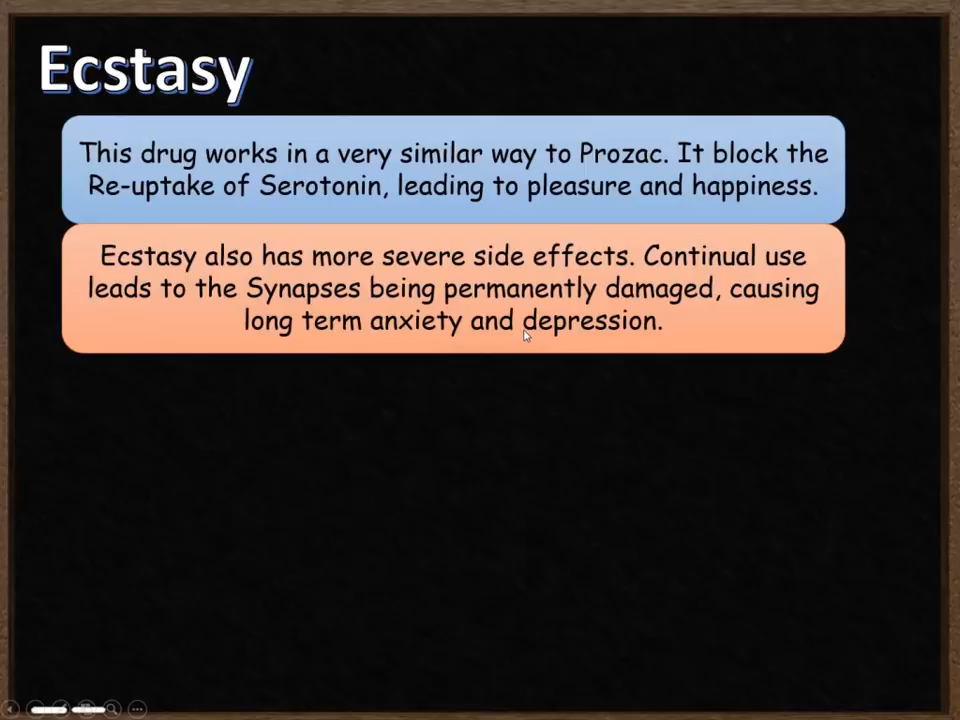 Ecstasy
This drug works in a very similar way to Prozac. It block the
Re-uptake of Serotonin, leading to pleasure and happiness.
Ecstasy also has more severe side effects. Continual use
leads to the Synapses being permanently damaged, causing
long term anxiety and depression.